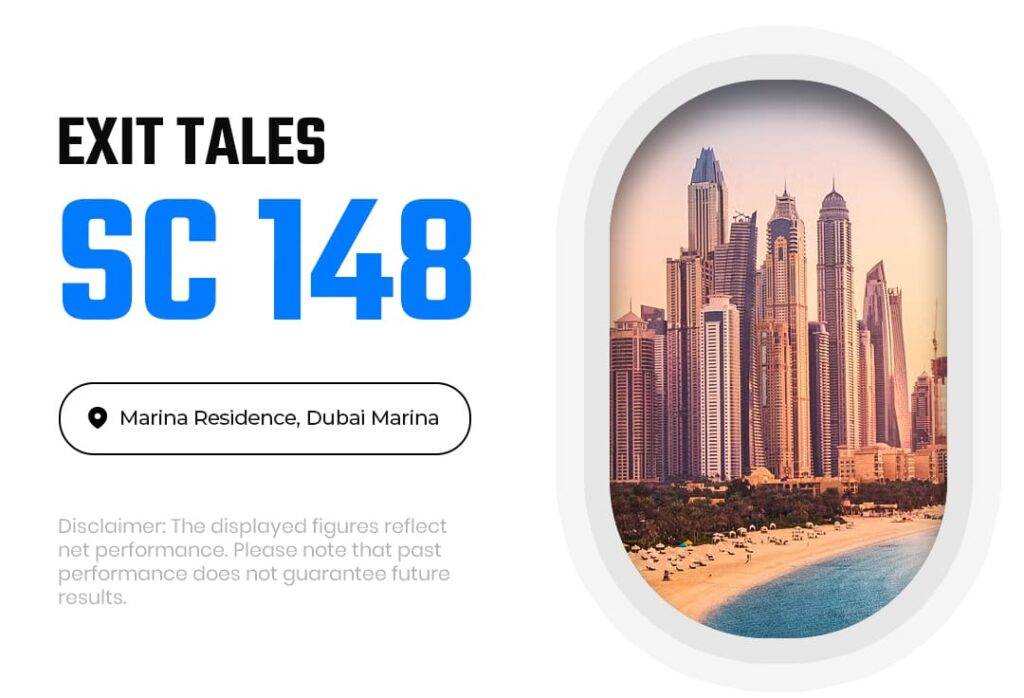 EXIT TALES
SC 148
Marina Residence, Dubai Marina
Disclaimer: The displayed figures reflect
net performance. Please note that past
performance does not guarantee future
results.